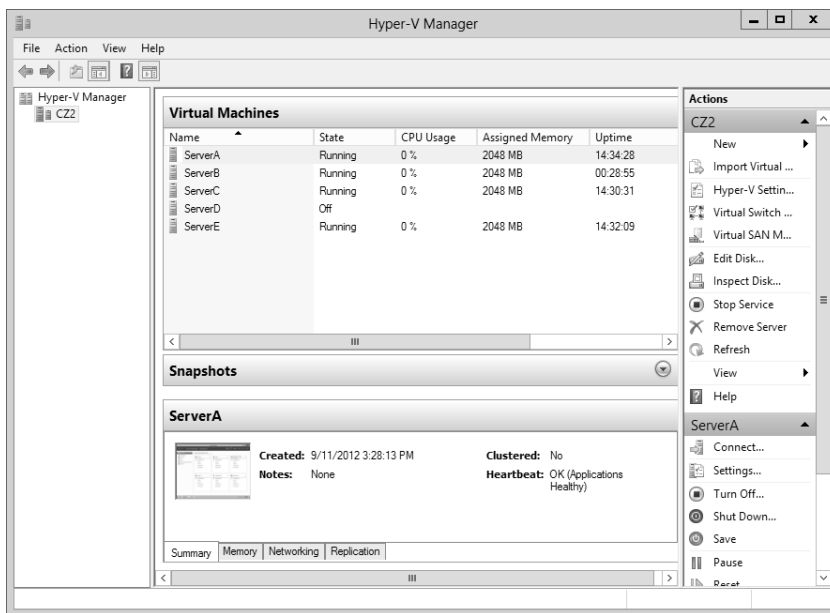 Hyper-V Manager
File Action View Help
Hyper-V Manager
CZ2
Virtual Machines
Name State CPU Usage Assigned Memory Uptime
ServerA Running 0 % 2048 MB 14:34:28
ServerB Running 0 % 2048 MB 00:28:55
ServerC Running 0 % 2048 MB 14:30:31
ServerD Off
ServerE Running 0 % 2048 MB 14:32:09
Snapshots
ServerA
Created: 9/11/2012 3:28:13 PM Clustered: No
Notes: None Heartbeat: OK (Applications
Healthy)
Summary Memory Networking Replication
Actions
CZ2
New
Import Virtual ...
Hyper-V Settin...
Virtual Switch ...
Virtual SAN M...
Edit Disk...
Inspect Disk...
Stop Service
Remove Server
Refresh
View
Help
ServerA
Connect...
Settings...
Turn Off...
Shut Down...
Save
Pause
Reset